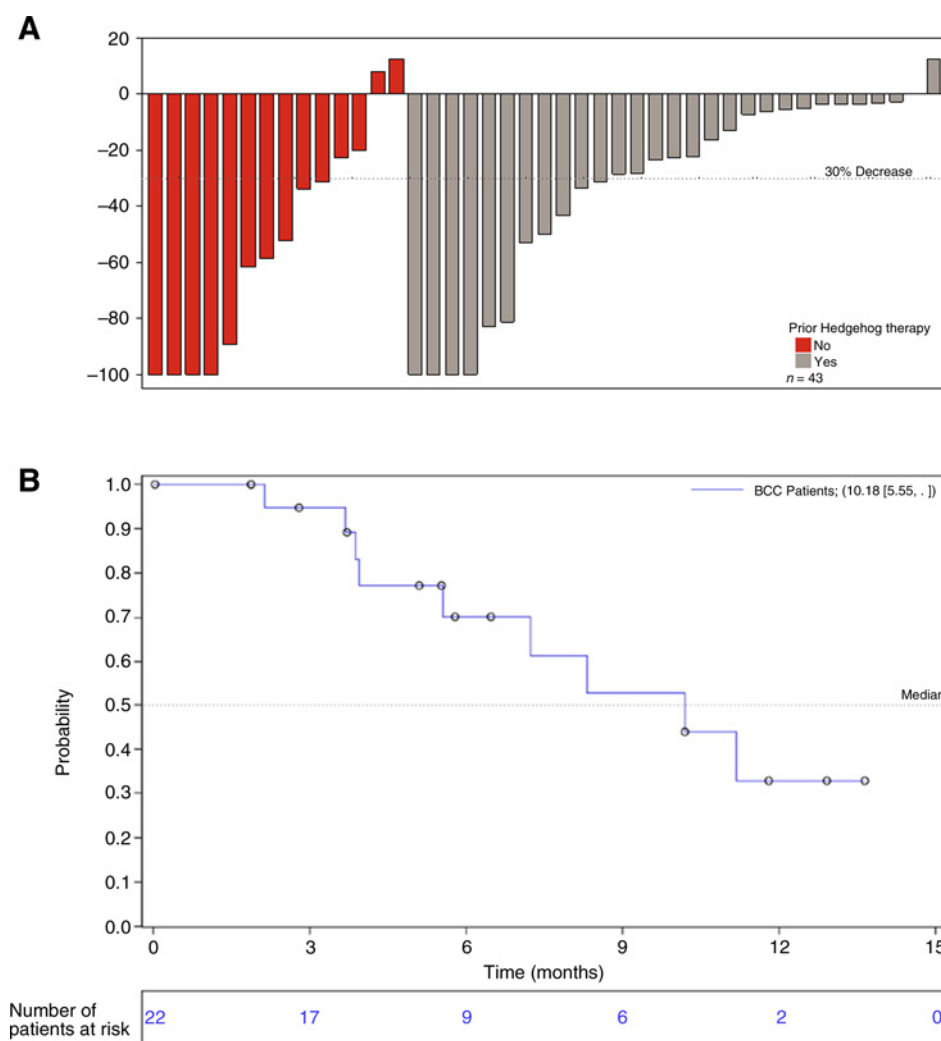 A
20
0
−20
−40
−60
−80
−100
30% Decrease
Prior Hedgehog therapy
No
Yes
n = 43
B
1.0
0.9
0.8
0.7
0.6
0.5
0.4
0.3
0.2
0.1
0.0
Probability
BCC Patients; (10.18 [5.55, . ])
Median
0 3 6 9 12 15
Time (months)
Number of
patients at risk
22 17 9 6 2 0